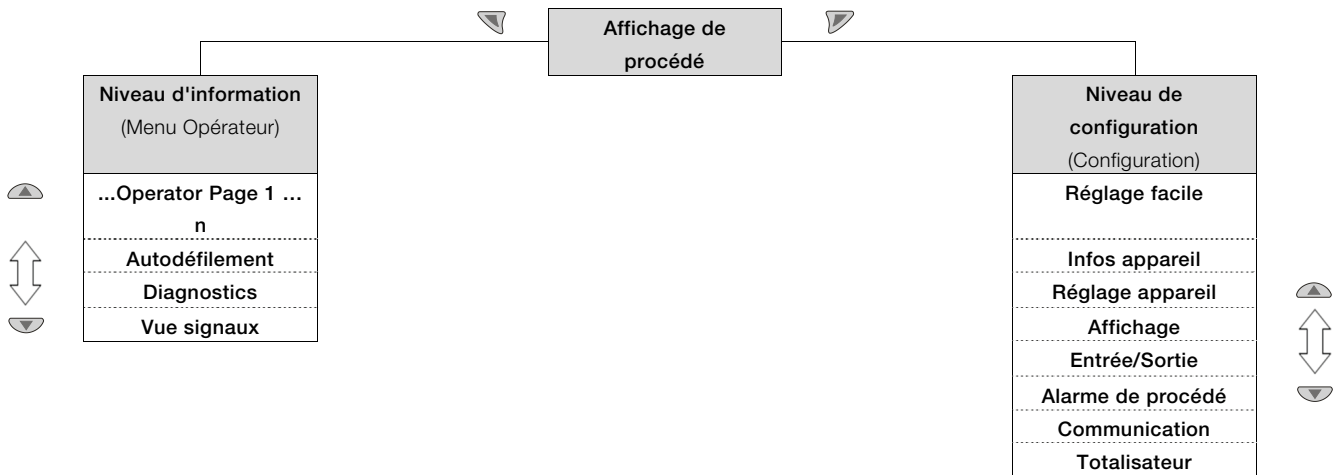 Affichage de
procédé
Niveau d'information
(Menu Opérateur)
...Operator Page 1 …
n
Autodéfilement
Diagnostics
Vue signaux
Niveau de
configuration
(Configuration)
Réglage facile
Infos appareil
Réglage appareil
Affichage
Entrée/Sortie
Alarme de procédé
Communication
Totalisateur